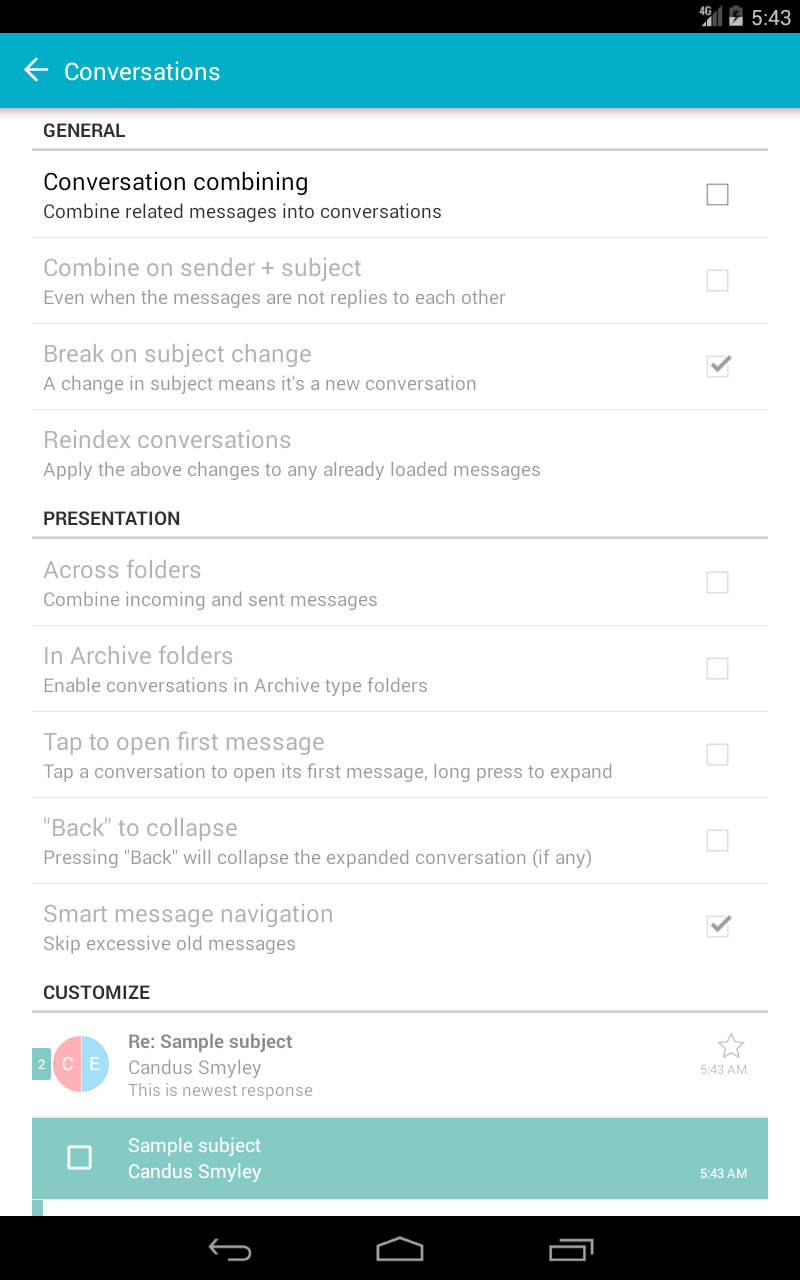 4G 5:43
Conversations
GENERAL
Conversation combining
Combine related messages into conversations
Combine on sender + subject
Even when the messages are not replies to each other
Break on subject change
A change in subject means it's a new conversation
Reindex conversations
Apply the above changes to any already loaded messages
PRESENTATION
Across folders
Combine incoming and sent messages
In Archive folders
Enable conversations in Archive type folders
Tap to open first message
Tap a conversation to open its first message, long press to expand
"Back" to collapse
Pressing "Back" will collapse the expanded conversation (if any)
Smart message navigation
Skip excessive old messages
CUSTOMIZE
Re: Sample subject
2 C E Candus Smyley
5:43 AM
This is newest response
Sample subject
Candus Smyley 5:43 AM